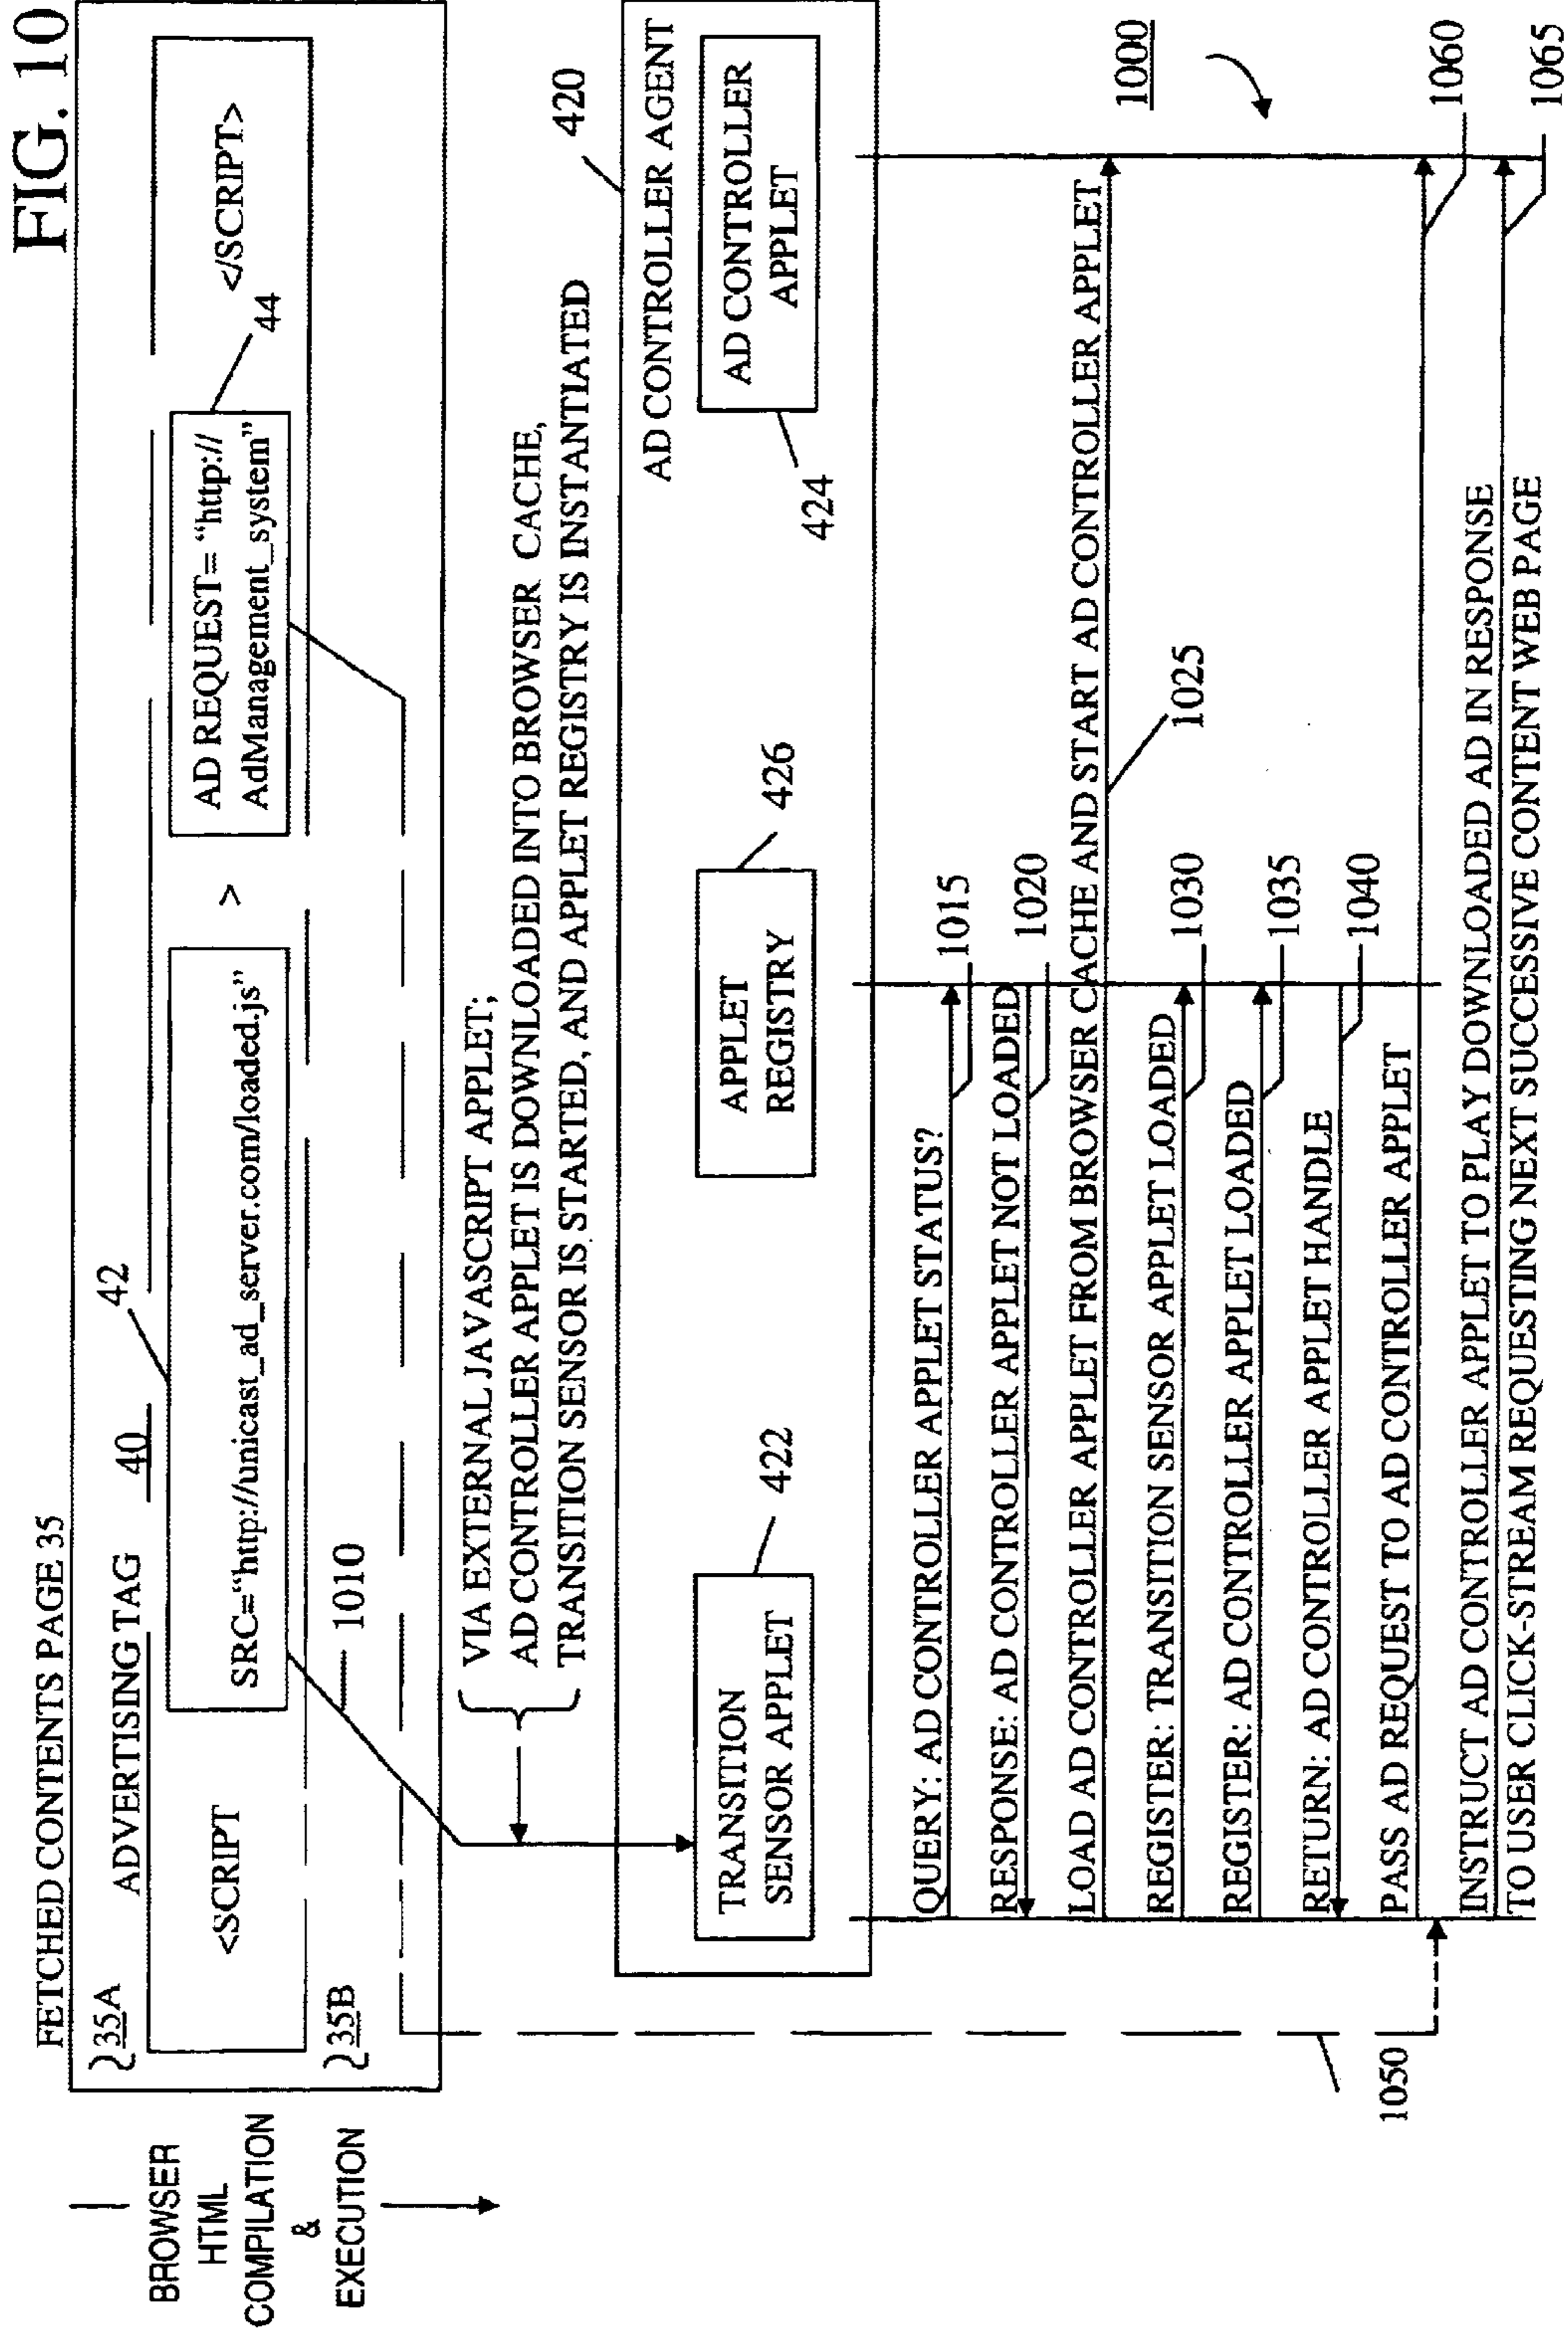 FIG. 10
FETCHED CONTENTS PAGE 35
35A
ADVERTISING TAG 40
42
<SCRIPT
SRC="http://unicast_ad_server.com/loaded.js"
>
AD REQUEST= "http://
AdManagement_system"
44
</SCRIPT>
35B
BROWSER
HTML
COMPILATION
&
EXECUTION
1010
VIA EXTERNAL JAVASCRIPT APPLET;
AD CONTROLLER APPLET IS DOWNLOADED INTO BROWSER CACHE,
TRANSITION SENSOR IS STARTED, AND APPLET REGISTRY IS INSTANTIATED
420
AD CONTROLLER AGENT
TRANSITION
SENSOR APPLET
422
APPLET
REGISTRY
426
AD CONTROLLER
APPLET
424
1000
QUERY: AD CONTROLLER APPLET STATUS?
1015
RESPONSE: AD CONTROLLER APPLET NOT LOADED
1020
LOAD AD CONTROLLER APPLET FROM BROWSER CACHE AND START AD CONTROLLER APPLET
1025
REGISTER: TRANSITION SENSOR APPLET LOADED
1030
REGISTER: AD CONTROLLER APPLET LOADED
1035
RETURN: AD CONTROLLER APPLET HANDLE
1040
1050
PASS AD REQUEST TO AD CONTROLLER APPLET
1060
INSTRUCT AD CONTROLLER APPLET TO PLAY DOWNLOADED AD IN RESPONSE
TO USER CLICK-STREAM REQUESTING NEXT SUCCESSIVE CONTENT WEB PAGE
1065